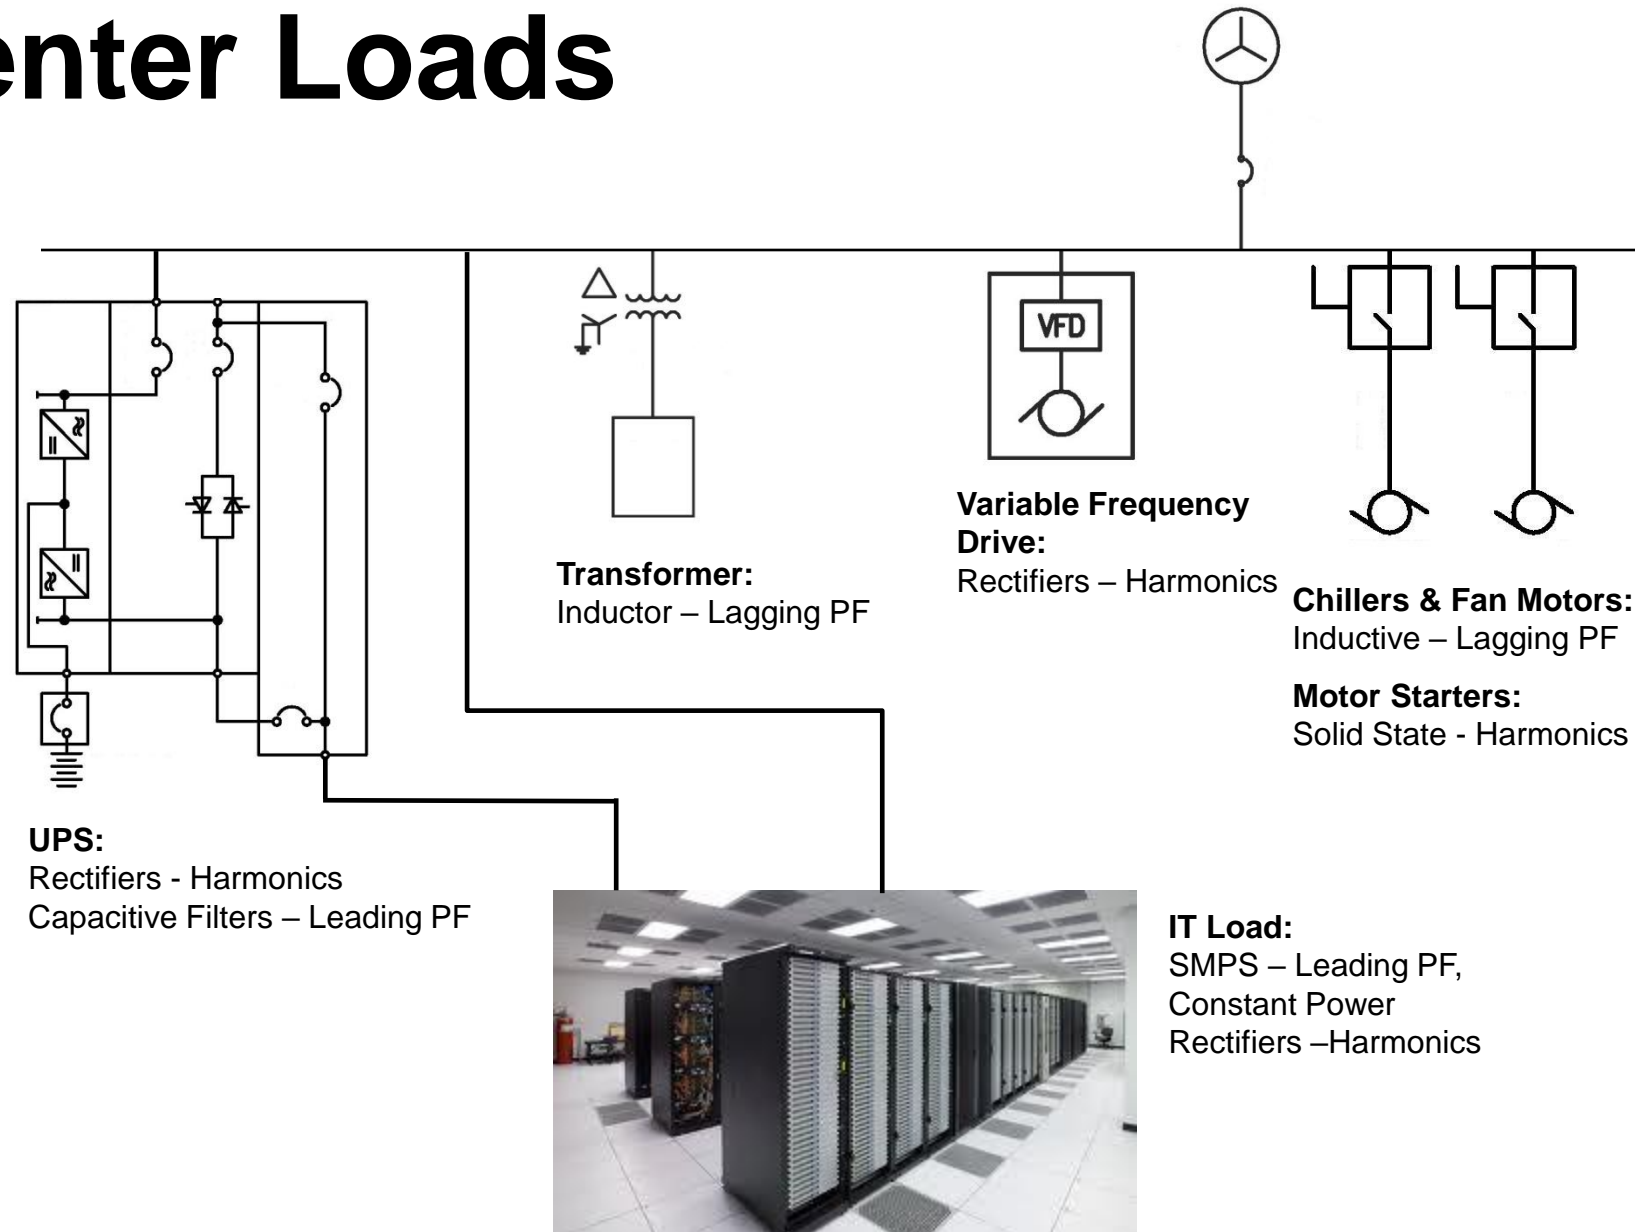 enter Loads
VFD
Variable Frequency
Drive:
Rectifiers – Harmonics
Transformer:
Inductor – Lagging PF
Chillers & Fan Motors:
Inductive – Lagging PF
Motor Starters:
Solid State - Harmonics
UPS:
Rectifiers - Harmonics
Capacitive Filters – Leading PF
IT Load:
SMPS – Leading PF,
Constant Power
Rectifiers –Harmonics